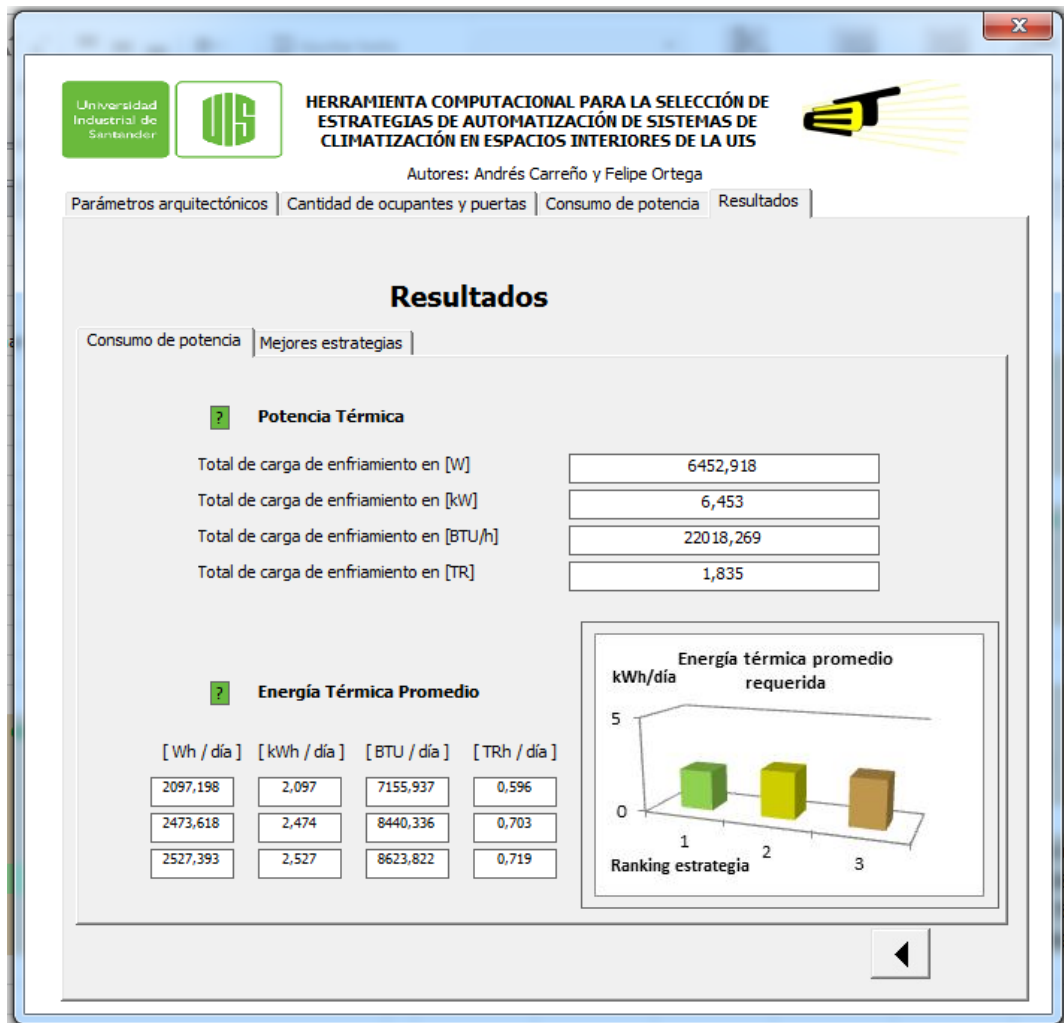 X
Universidad
Industrial de
Santander
UIS
HERRAMIENTA COMPUTACIONAL PARA LA SELECCIÓN DE
ESTRATEGIAS DE AUTOMATIZACIÓN DE SISTEMAS DE
CLIMATIZACIÓN EN ESPACIOS INTERIORES DE LA UIS
Autores: Andrés Carreño y Felipe Ortega
Parámetros arquitectónicos Cantidad de ocupantes y puertas Consumo de potencia Resultados
Resultados
Consumo de potencia Mejores estrategias
? Potencia Térmica
Total de carga de enfriamiento en [W] 6452,918
Total de carga de enfriamiento en [kW] 6,453
Total de carga de enfriamiento en [BTU/h] 22018,269
Total de carga de enfriamiento en [TR] 1,835
? Energía Térmica Promedio
[ Wh / día ] [ kWh / día ] [ BTU / día ] [ TRh / día ]
2097,198 2,097 7155,937 0,596
2473,618 2,474 8440,336 0,703
2527,393 2,527 8623,822 0,719
Energía térmica promedio
requerida
kWh/día
5
0
1 2 3
Ranking estrategia